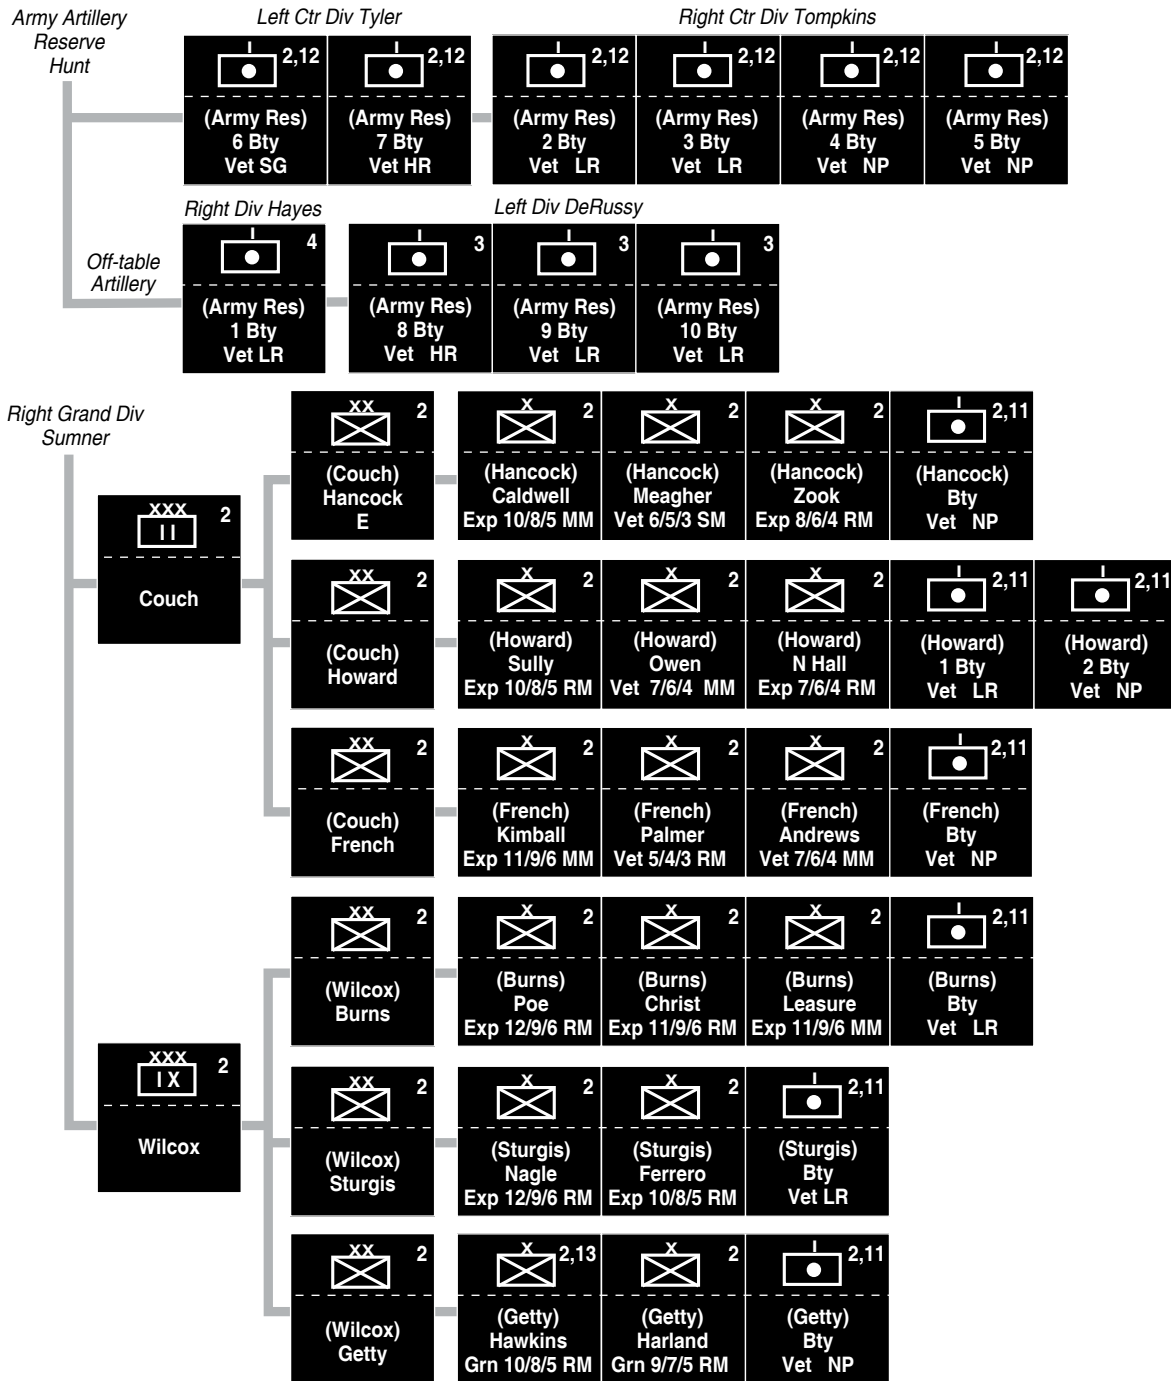 Army Artillery
Reserve
Hunt
Left Ctr Div Tyler
Right Ctr Div Tompkins
2,12
(Army Res)
6 Bty
Vet SG
2,12
(Army Res)
7 Bty
Vet HR
2,12
(Army Res)
2 Bty
Vet LR
2,12
(Army Res)
3 Bty
Vet LR
2,12
(Army Res)
4 Bty
Vet NP
2,12
(Army Res)
5 Bty
Vet NP
Off-table
Artillery
Right Div Hayes
Left Div DeRussy
4
(Army Res)
1 Bty
Vet LR
3
(Army Res)
8 Bty
Vet HR
3
(Army Res)
9 Bty
Vet LR
3
(Army Res)
10 Bty
Vet LR
Right Grand Div
Sumner
XXX
II
2
Couch
XX
2
(Couch)
Hancock
E
X
2
(Hancock)
Caldwell
Exp 10/8/5 MM
X
2
(Hancock)
Meagher
Vet 6/5/3 SM
X
2
(Hancock)
Zook
Exp 8/6/4 RM
2,11
(Hancock)
Bty
Vet NP
XX
2
(Couch)
Howard
X
2
(Howard)
Sully
Exp 10/8/5 RM
X
2
(Howard)
Owen
Vet 7/6/4 MM
X
2
(Howard)
N Hall
Exp 7/6/4 RM
2,11
(Howard)
1 Bty
Vet LR
2,11
(Howard)
2 Bty
Vet NP
XX
2
(Couch)
French
X
2
(French)
Kimball
Exp 11/9/6 MM
X
2
(French)
Palmer
Vet 5/4/3 RM
X
2
(French)
Andrews
Vet 7/6/4 MM
2,11
(French)
Bty
Vet NP
XXX
IX
2
Wilcox
XX
2
(Wilcox)
Burns
X
2
(Burns)
Poe
Exp 12/9/6 RM
X
2
(Burns)
Christ
Exp 11/9/6 RM
X
2
(Burns)
Leasure
Exp 11/9/6 MM
2,11
(Burns)
Bty
Vet LR
XX
2
(Wilcox)
Sturgis
X
2
(Sturgis)
Nagle
Exp 12/9/6 RM
X
2
(Sturgis)
Ferrero
Exp 10/8/5 RM
2,11
(Sturgis)
Bty
Vet LR
XX
2
(Wilcox)
Getty
X
2,13
(Getty)
Hawkins
Grn 10/8/5 RM
X
2
(Getty)
Harland
Grn 9/7/5 RM
2,11
(Getty)
Bty
Vet NP